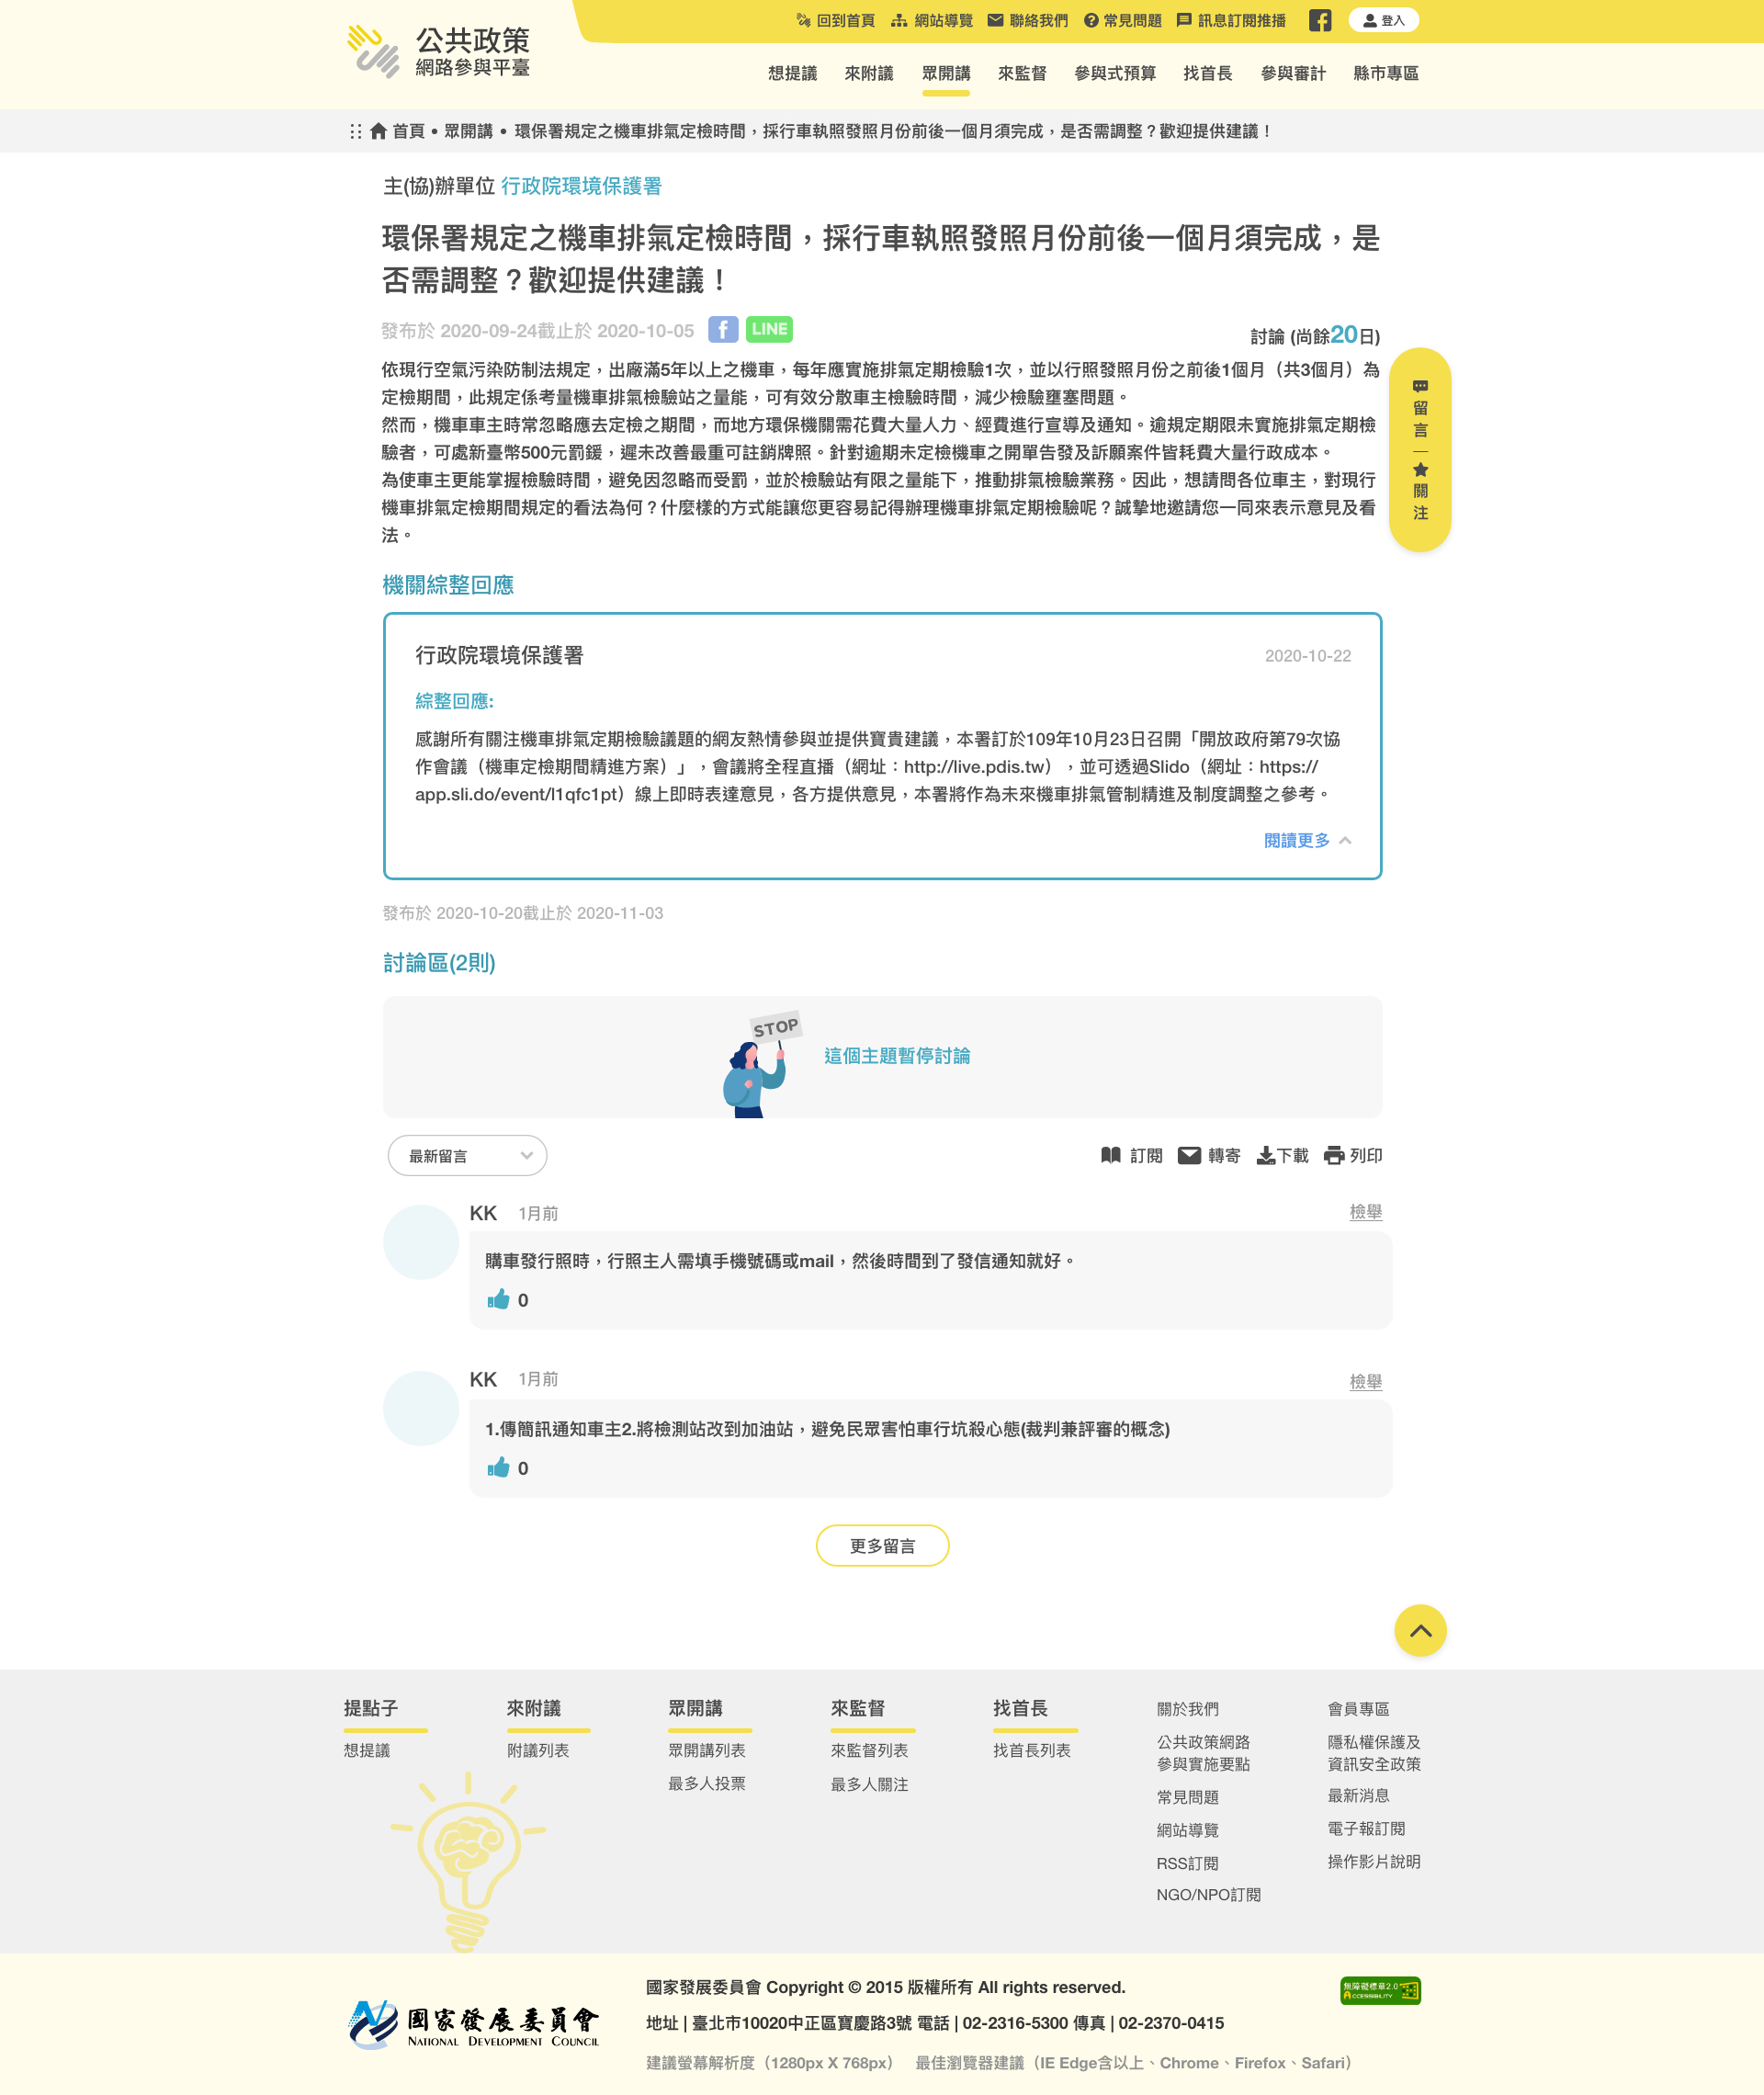 公共政策
網路參與平臺
回到首頁 網站導覽 聯絡我們 常見問題 訊息訂閱推播 登入
想提議 來附議 眾開講 來監督 參與式預算 找首長 參與審計 縣市專區
首頁 • 眾開講 • 環保署規定之機車排氣定檢時間，採行車執照發照月份前後一個月須完成，是否需調整？歡迎提供建議！
主(協)辦單位 行政院環境保護署
環保署規定之機車排氣定檢時間，採行車執照發照月份前後一個月須完成，是
否需調整？歡迎提供建議！
發布於 2020-09-24截止於 2020-10-05 f LINE
討論 (尚餘20日)
依現行空氣污染防制法規定，出廠滿5年以上之機車，每年應實施排氣定期檢驗1次，並以行照發照月份之前後1個月（共3個月）為
定檢期間，此規定係考量機車排氣檢驗站之量能，可有效分散車主檢驗時間，減少檢驗壅塞問題。
然而，機車車主時常忽略應去定檢之期間，而地方環保機關需花費大量人力、經費進行宣導及通知。逾規定期限未實施排氣定期檢
驗者，可處新臺幣500元罰鍰，遲未改善最重可註銷牌照。針對逾期未定檢機車之開單告發及訴願案件皆耗費大量行政成本。
為使車主更能掌握檢驗時間，避免因忽略而受罰，並於檢驗站有限之量能下，推動排氣檢驗業務。因此，想請問各位車主，對現行
機車排氣定檢期間規定的看法為何？什麼樣的方式能讓您更容易記得辦理機車排氣定期檢驗呢？誠摯地邀請您一同來表示意見及看
法。
留言
關注
機關綜整回應
行政院環境保護署
2020-10-22
綜整回應:
感謝所有關注機車排氣定期檢驗議題的網友熱情參與並提供寶貴建議，本署訂於109年10月23日召開「開放政府第79次協
作會議（機車定檢期間精進方案）」，會議將全程直播（網址：http://live.pdis.tw），並可透過Slido（網址：https://
app.sli.do/event/l1qfc1pt）線上即時表達意見，各方提供意見，本署將作為未來機車排氣管制精進及制度調整之參考。
閱讀更多
發布於 2020-10-20截止於 2020-11-03
討論區(2則)
STOP
這個主題暫停討論
最新留言
訂閱 轉寄 下載 列印
KK 1月前 檢舉
購車發行照時，行照主人需填手機號碼或mail，然後時間到了發信通知就好。
0
KK 1月前 檢舉
1.傳簡訊通知車主2.將檢測站改到加油站，避免民眾害怕車行坑殺心態(裁判兼評審的概念)
0
更多留言
提點子
想提議
來附議
附議列表
眾開講
眾開講列表
最多人投票
來監督
來監督列表
最多人關注
找首長
找首長列表
關於我們
公共政策網路
參與實施要點
常見問題
網站導覽
RSS訂閱
NGO/NPO訂閱
會員專區
隱私權保護及
資訊安全政策
最新消息
電子報訂閱
操作影片說明
國家發展委員會
NATIONAL DEVELOPMENT COUNCIL
國家發展委員會 Copyright © 2015 版權所有 All rights reserved.
地址 | 臺北市10020中正區寶慶路3號 電話 | 02-2316-5300 傳真 | 02-2370-0415
建議螢幕解析度（1280px X 768px） 最佳瀏覽器建議（IE Edge含以上、Chrome、Firefox、Safari）
無障礙標章2.0
ACCESSIBILITY